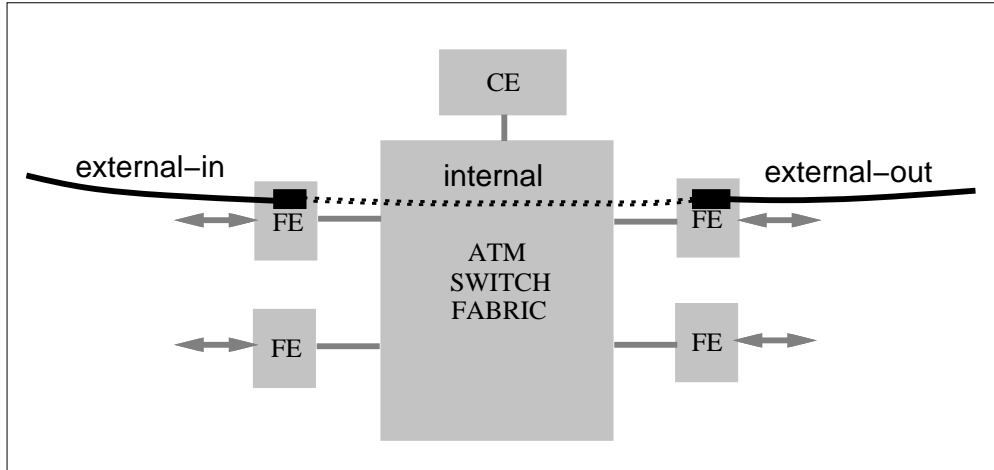 CE
external−in
internal
external−out
FE
FE
ATM
SWITCH
FABRIC
FE
FE